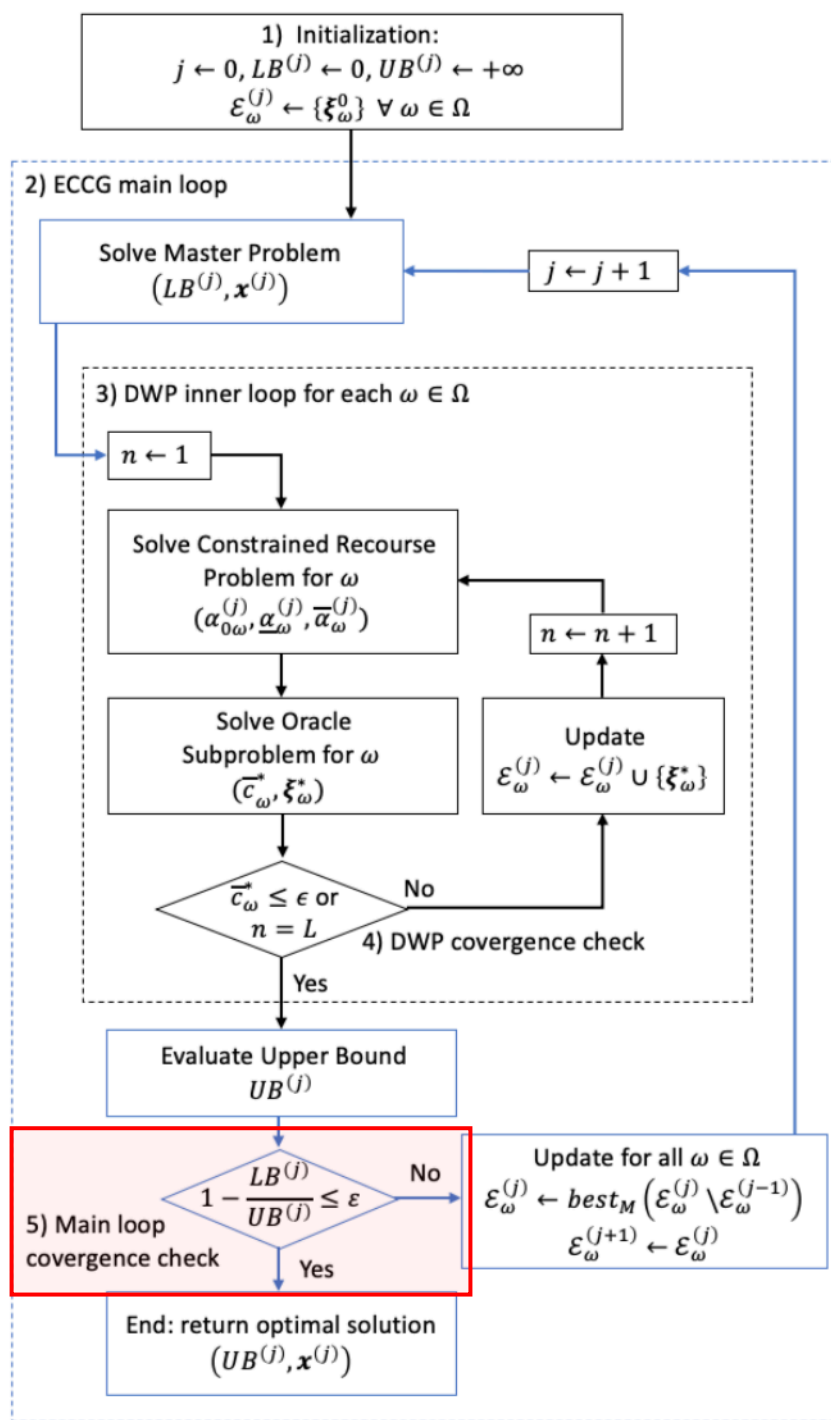 1) Initialization:
j ← 0, LB^(j) ← 0, UB^(j) ← +∞
ℰ_ω^(j) ← {ξ_ω^0} ∀ ω ∈ Ω
2) ECCG main loop
Solve Master Problem
(LB^(j), x^(j))
j ← j + 1
3) DWP inner loop for each ω ∈ Ω
n ← 1
Solve Constrained Recourse
Problem for ω
(α_0ω^(j), α̲_ω^(j), α̅_ω^(j))
n ← n + 1
Solve Oracle
Subproblem for ω
(c̅_ω^*, ξ_ω^*)
Update
ℰ_ω^(j) ← ℰ_ω^(j) ∪ {ξ_ω^*}
c̅_ω^* ≤ ϵ or
n = L
No
4) DWP covergence check
Yes
Evaluate Upper Bound
UB^(j)
5) Main loop
covergence check
1 − LB^(j)/UB^(j) ≤ ε
No
Yes
Update for all ω ∈ Ω
ℰ_ω^(j) ← best_M(ℰ_ω^(j) \ℰ_ω^(j−1))
ℰ_ω^(j+1) ← ℰ_ω^(j)
End: return optimal solution
(UB^(j), x^(j))